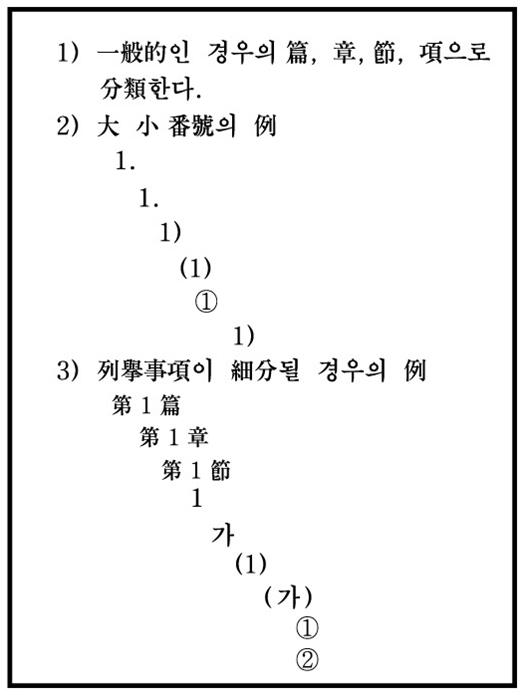 1) 一般的인 경우의 篇, 章, 節, 項으로
分類한다.
2) 大 小 番號의 例
1.
1.
1)
(1)
①
1)
3) 列擧事項이 細分될 경우의 例
第 1 篇
第 1 章
第 1 節
1
가
(1)
(가)
①
②